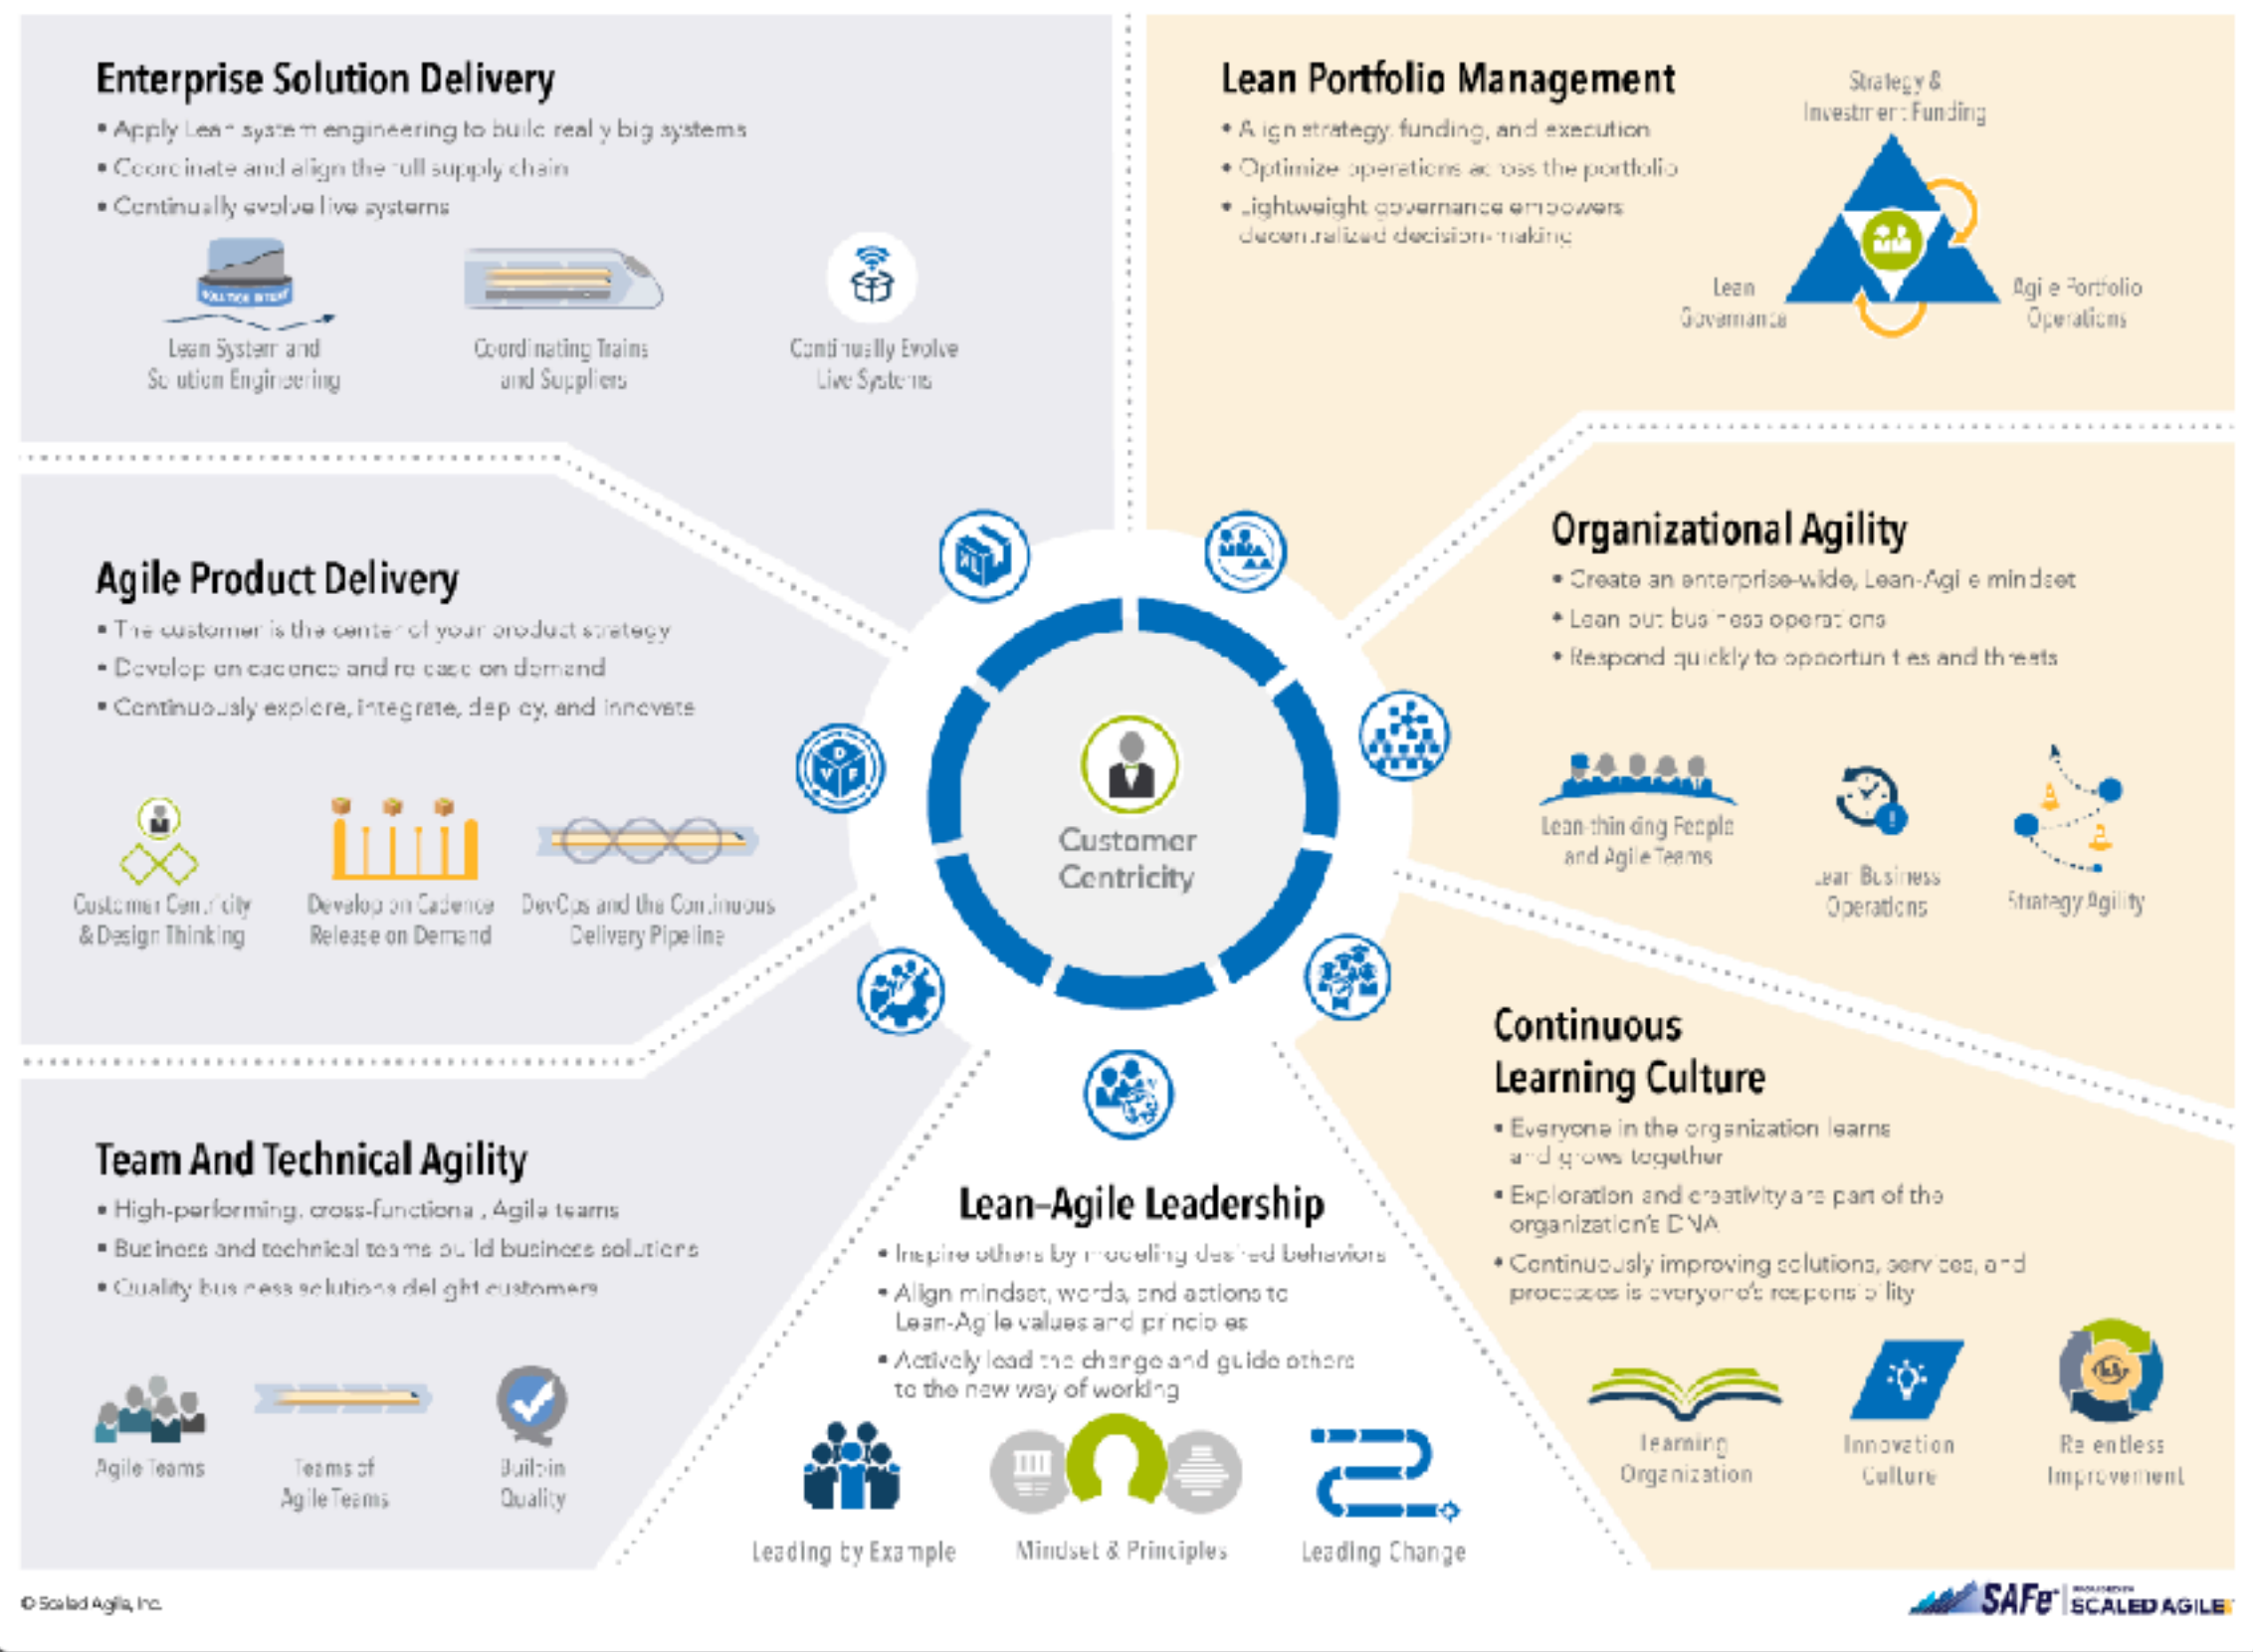 Enterprise Solution Delivery
• Apply Lean system engineering to build really big systems
• Coordinate and align the full supply chain
• Continually evolve live systems
SOLUTION INTENT
Lean System and
Solution Engineering
Coordinating Trains
and Suppliers
Continually Evolve
Live Systems
Lean Portfolio Management
• Align strategy, funding, and execution
• Optimize operations across the portfolio
• Lightweight governance empowers
decentralized decision-making
Strategy &
Investment Funding
Lean
Governance
Agile Portfolio
Operations
Agile Product Delivery
• The customer is the center of your product strategy
• Develop on cadence and release on demand
• Continuously explore, integrate, deploy, and innovate
Customer Centricity
& Design Thinking
Develop on Cadence
Release on Demand
DevOps and the Continuous
Delivery Pipeline
XL
D
V F
Customer
Centricity
Organizational Agility
• Create an enterprise-wide, Lean-Agile mindset
• Lean out business operations
• Respond quickly to opportunities and threats
Lean-thinking People
and Agile Teams
Lean Business
Operations
Strategy Agility
Team And Technical Agility
• High-performing, cross-functional, Agile teams
• Business and technical teams build business solutions
• Quality business solutions delight customers
Agile Teams
Teams of
Agile Teams
Built-in
Quality
Lean–Agile Leadership
• Inspire others by modeling desired behaviors
• Align mindset, words, and actions to
Lean-Agile values and principles
• Actively lead the change and guide others
to the new way of working
Leading by Example
Mindset & Principles
Leading Change
Continuous
Learning Culture
• Everyone in the organization learns
and grows together
• Exploration and creativity are part of the
organization's DNA
• Continuously improving solutions, services, and
processes is everyone's responsibility
Learning
Organization
Innovation
Culture
Relentless
Improvement
© Scaled Agile, Inc.
SAFe®
PROVIDED BY
SCALED AGILE